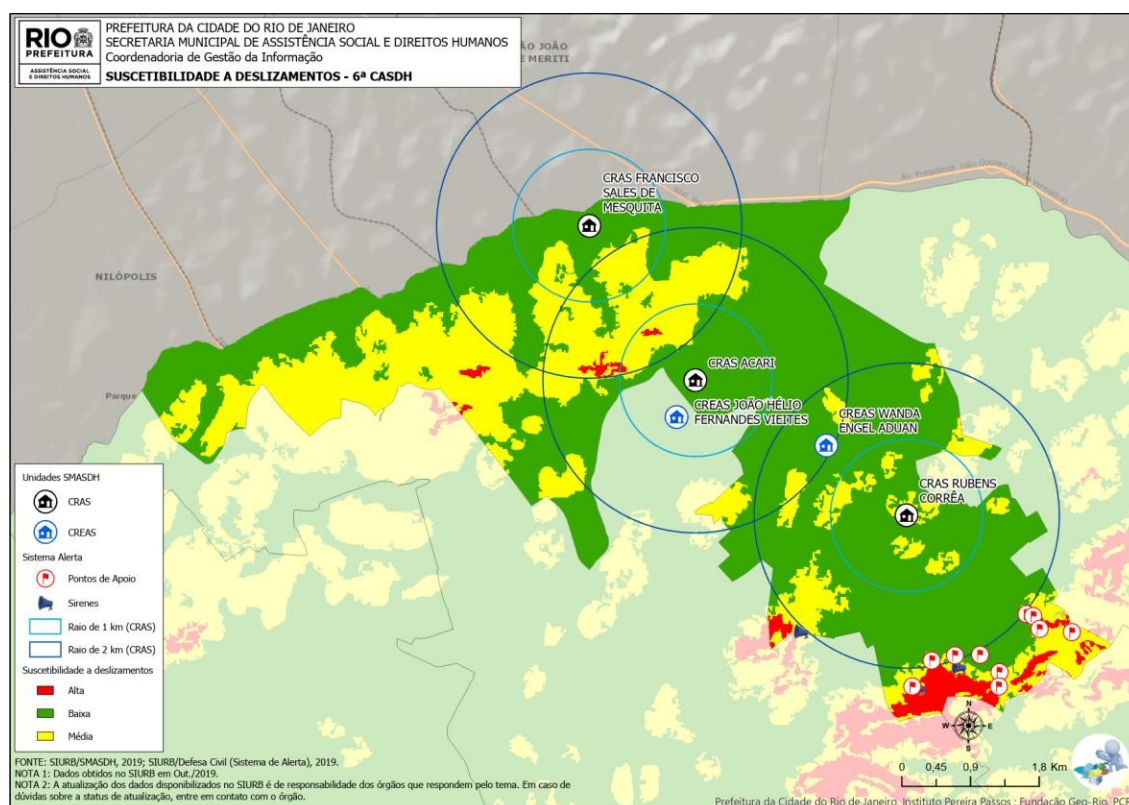 RIO
PREFEITURA
ASSISTÊNCIA SOCIAL
E DIREITOS HUMANOS
PREFEITURA DA CIDADE DO RIO DE JANEIRO
SECRETARIA MUNICIPAL DE ASSISTÊNCIA SOCIAL E DIREITOS HUMANOS
Coordenadoria de Gestão da Informação
SUSCETIBILIDADE A DESLIZAMENTOS - 6ª CASDH
ÃO JOÃO
E MERITI
Av. Presidente João Goulart
CRAS FRANCISCO
SALES DE
MESQUITA
NILÓPOLIS
CRAS ACARI
CREAS JOÃO HÉLIO
FERNANDES VIEITES
CREAS WANDA
ENGEL ADUAN
Parque
CRAS RUBENS
CORRÊA
Unidades SMASDH
CRAS
CREAS
Sistema Alerta
Pontos de Apoio
Sirenes
Raio de 1 km (CRAS)
Raio de 2 km (CRAS)
Suscetibilidade a deslizamentos
Alta
Baixa
Média
N
W E
S
0 0,45 0,9 1,8 Km
FONTE: SIURB/SMASDH, 2019; SIURB/Defesa Civil (Sistema de Alerta), 2019.
NOTA 1: Dados obtidos no SIURB em Out./2019.
NOTA 2: A atualização dos dados disponibilizados no SIURB é de responsabilidade dos órgãos que respondem pelo tema. Em caso de
dúvidas sobre a status de atualização, entre em contato com o órgão.
Prefeitura da Cidade do Rio de Janeiro, Instituto Pereira Passos ; Fundação Geo-Rio, PCR